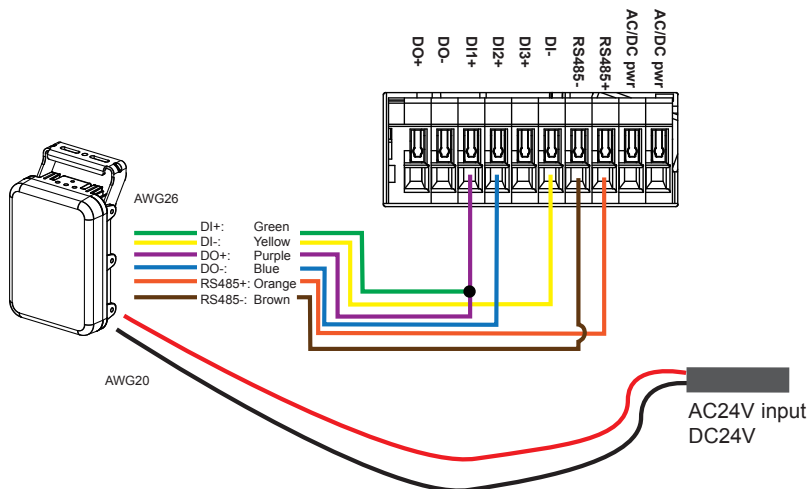 DO+
DO-
DI1+
DI2+
DI3+
DI-
RS485-
RS485+
AC/DC pwr
AC/DC pwr
AWG26
DI+: Green
DI-: Yellow
DO+: Purple
DO-: Blue
RS485+: Orange
RS485-: Brown
AWG20
AC24V input
DC24V